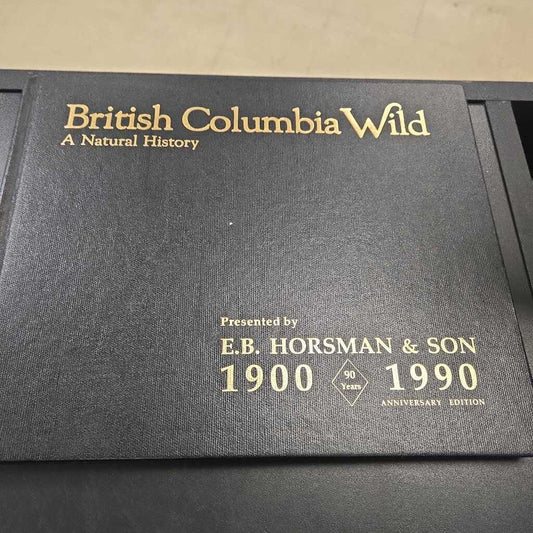 British Columbia Wild
A Natural History
Presented by
E.B. HORSMAN & SON
1900 90 Years 1990
ANNIVERSARY EDITION